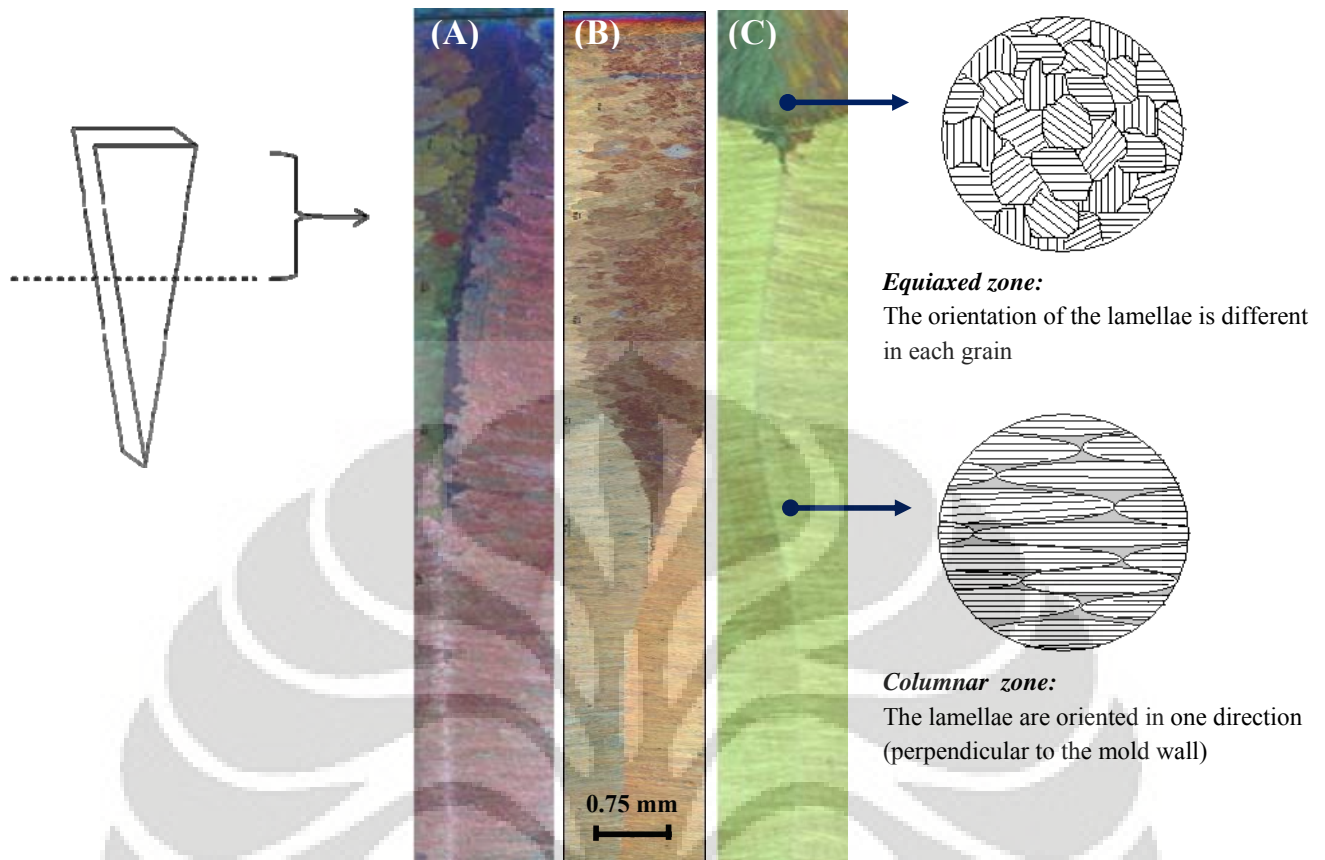 (A)
(B)
(C)
Equiaxed zone:
The orientation of the lamellae is different
in each grain
Columnar zone:
The lamellae are oriented in one direction
(perpendicular to the mold wall)
0.75 mm